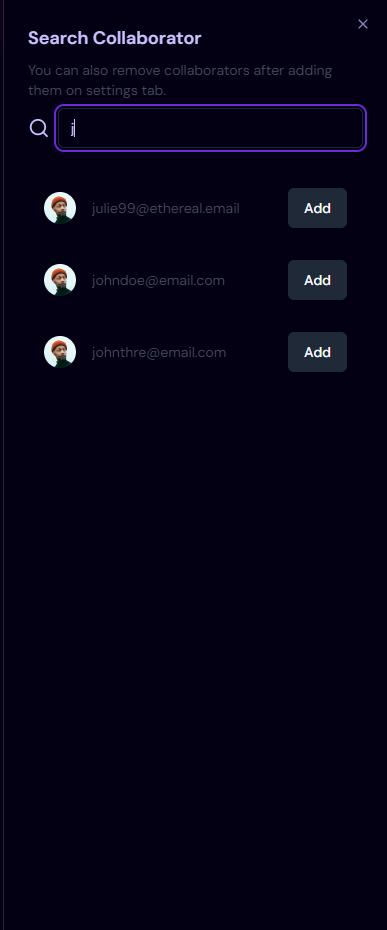 Search Collaborator
You can also remove collaborators after adding
them on settings tab.
j
julie99@ethereal.email
Add
johndoe@email.com
Add
johnthre@email.com
Add